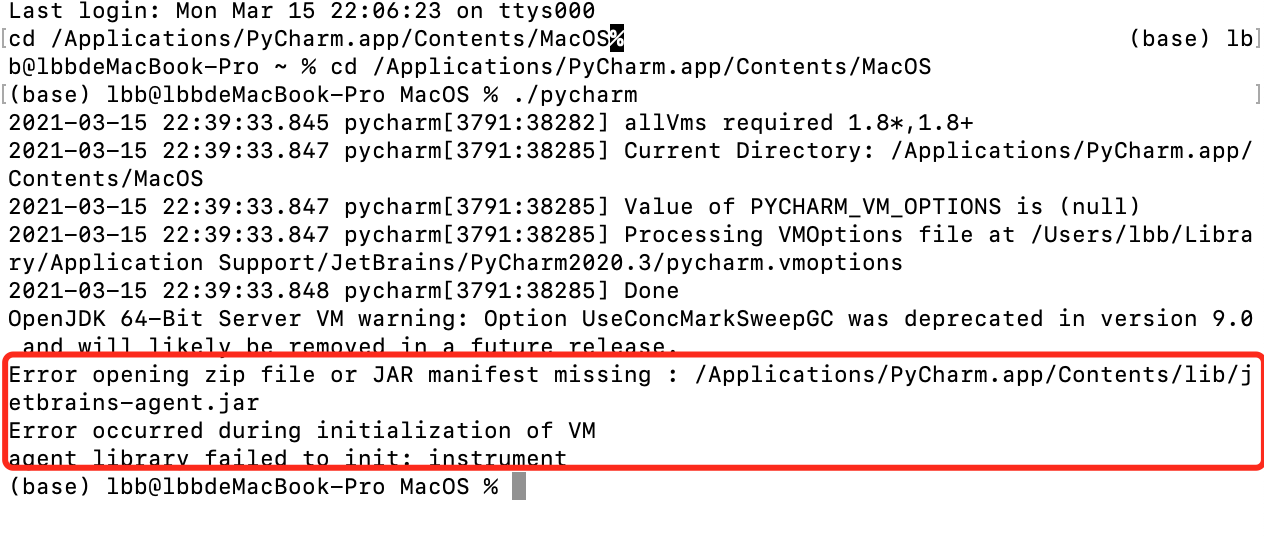 Last login: Mon Mar 15 22:06:23 on ttys000
[cd /Applications/PyCharm.app/Contents/MacOS% (base) lb]
b@lbbdeMacBook-Pro ~ % cd /Applications/PyCharm.app/Contents/MacOS
[(base) lbb@lbbdeMacBook-Pro MacOS % ./pycharm ]
2021-03-15 22:39:33.845 pycharm[3791:38282] allVms required 1.8*,1.8+
2021-03-15 22:39:33.847 pycharm[3791:38285] Current Directory: /Applications/PyCharm.app/
Contents/MacOS
2021-03-15 22:39:33.847 pycharm[3791:38285] Value of PYCHARM_VM_OPTIONS is (null)
2021-03-15 22:39:33.847 pycharm[3791:38285] Processing VMOptions file at /Users/lbb/Libra
ry/Application Support/JetBrains/PyCharm2020.3/pycharm.vmoptions
2021-03-15 22:39:33.848 pycharm[3791:38285] Done
OpenJDK 64-Bit Server VM warning: Option UseConcMarkSweepGC was deprecated in version 9.0
 and will likely be removed in a future release.
Error opening zip file or JAR manifest missing : /Applications/PyCharm.app/Contents/lib/j
etbrains-agent.jar
Error occurred during initialization of VM
agent library failed to init: instrument
(base) lbb@lbbdeMacBook-Pro MacOS %